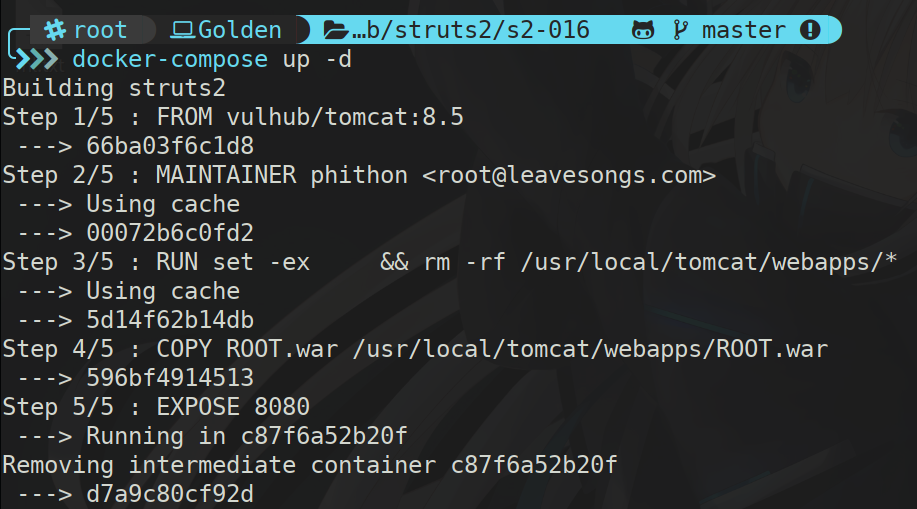 root Golden …b/struts2/s2-016 master
docker-compose up -d
Building struts2
Step 1/5 : FROM vulhub/tomcat:8.5
 ---> 66ba03f6c1d8
Step 2/5 : MAINTAINER phithon <root@leavesongs.com>
 ---> Using cache
 ---> 00072b6c0fd2
Step 3/5 : RUN set -ex     && rm -rf /usr/local/tomcat/webapps/*
 ---> Using cache
 ---> 5d14f62b14db
Step 4/5 : COPY ROOT.war /usr/local/tomcat/webapps/ROOT.war
 ---> 596bf4914513
Step 5/5 : EXPOSE 8080
 ---> Running in c87f6a52b20f
Removing intermediate container c87f6a52b20f
 ---> d7a9c80cf92d